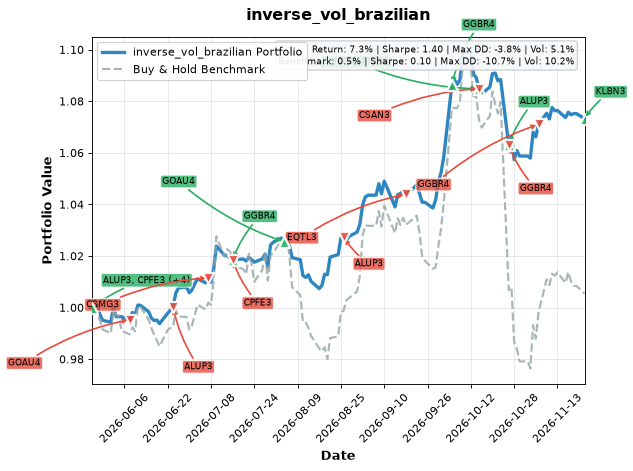 inverse_vol_brazilian
GGBR4
1.10
inverse_vol_brazilian Portfolio
Buy & Hold Benchmark
Return: 7.3% | Sharpe: 1.40 | Max DD: -3.8% | Vol: 5.1%
Benchmark: 0.5% | Sharpe: 0.10 | Max DD: -10.7% | Vol: 10.2%
1.08
KLBN3
ALUP3
CSAN3
1.06
GOAU4
GGBR4
GGBR4
1.04
GGBR4
EQTL3
1.02
ALUP3
ALUP3, CPFE3 (+4)
CSMG3
CPFE3
1.00
GOAU4
ALUP3
0.98
Portfolio Value
2026-06-06
2026-06-22
2026-07-08
2026-07-24
2026-08-09
2026-08-25
2026-09-10
2026-09-26
2026-10-12
2026-10-28
2026-11-13
Date